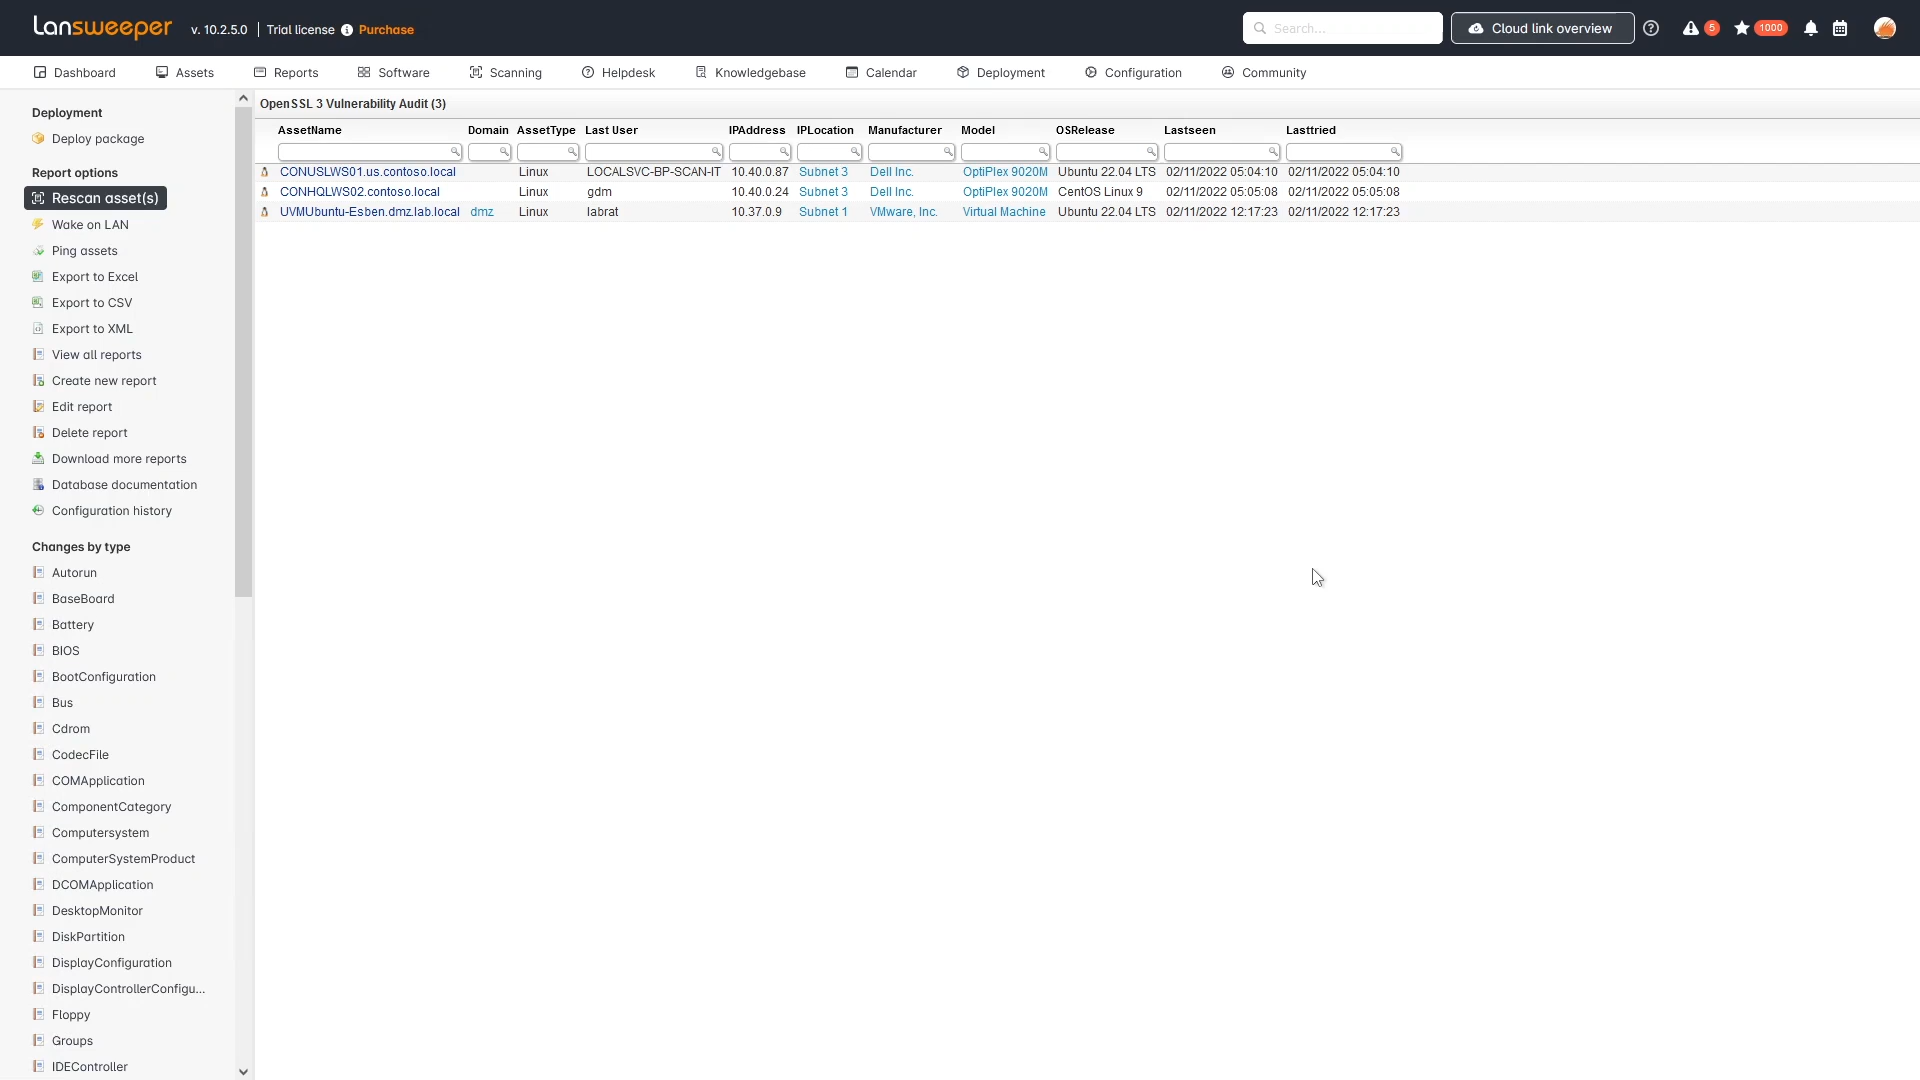 Lansweeper v. 10.2.5.0 Trial license Purchase Search... Cloud link overview 5 1000
Dashboard Assets Reports Software Scanning Helpdesk Knowledgebase Calendar Deployment Configuration Community
Deployment
Deploy package
Report options
Rescan asset(s)
Wake on LAN
Ping assets
Export to Excel
Export to CSV
Export to XML
View all reports
Create new report
Edit report
Delete report
Download more reports
Database documentation
Configuration history
Changes by type
Autorun
BaseBoard
Battery
BIOS
BootConfiguration
Bus
Cdrom
CodecFile
COMApplication
ComponentCategory
Computersystem
ComputerSystemProduct
DCOMApplication
DesktopMonitor
DiskPartition
DisplayConfiguration
DisplayControllerConfigu...
Floppy
Groups
IDEController
OpenSSL 3 Vulnerability Audit (3)
AssetName Domain AssetType Last User IPAddress IPLocation Manufacturer Model OSRelease Lastseen Lasttried
CONUSLWS01.us.contoso.local Linux LOCALSVC-BP-SCAN-IT 10.40.0.87 Subnet 3 Dell Inc. OptiPlex 9020M Ubuntu 22.04 LTS 02/11/2022 05:04:10 02/11/2022 05:04:10
CONHQLWS02.contoso.local Linux gdm 10.40.0.24 Subnet 3 Dell Inc. OptiPlex 9020M CentOS Linux 9 02/11/2022 05:05:08 02/11/2022 05:05:08
UVMUbuntu-Esben.dmz.lab.local dmz Linux labrat 10.37.0.9 Subnet 1 VMware, Inc. Virtual Machine Ubuntu 22.04 LTS 02/11/2022 12:17:23 02/11/2022 12:17:23